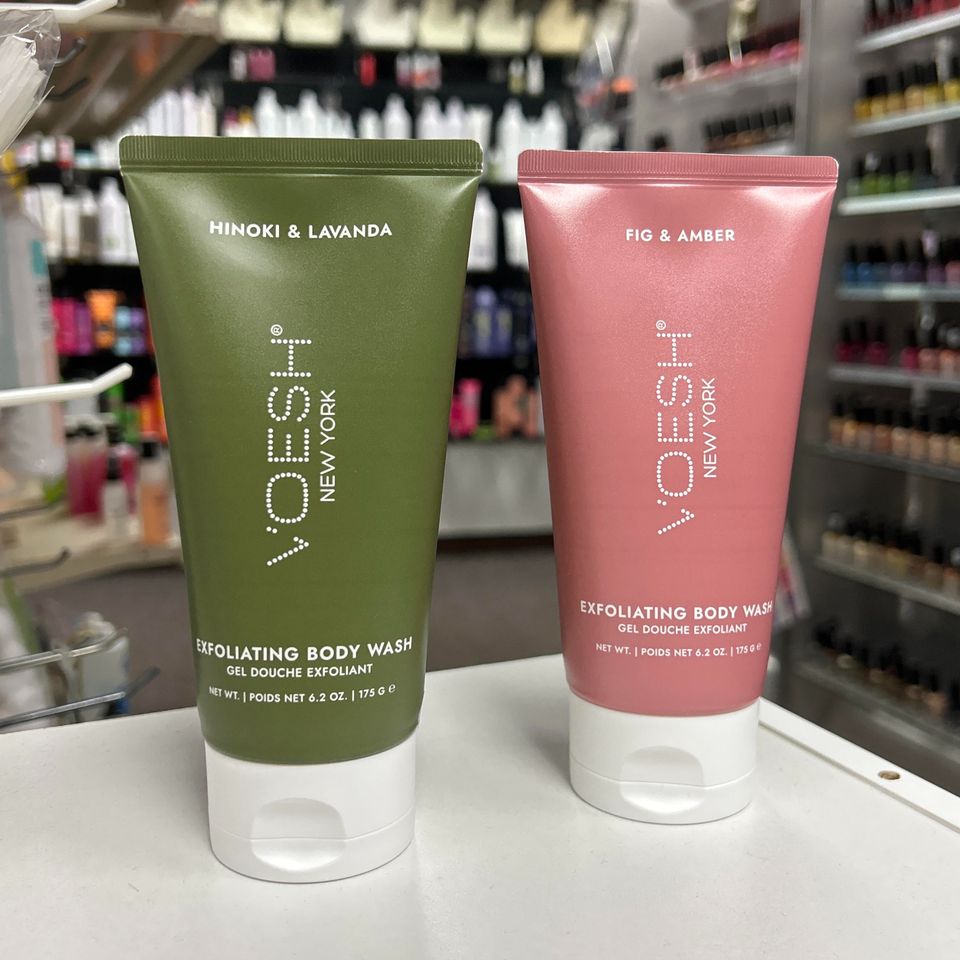 HINOKI & LAVANDA
V'OESH®
NEW YORK
EXFOLIATING BODY WASH
GEL DOUCHE EXFOLIANT
NET WT. | POIDS NET 6.2 OZ. | 175 G ℮
FIG & AMBER
V'OESH®
NEW YORK
EXFOLIATING BODY WASH
GEL DOUCHE EXFOLIANT
NET WT. | POIDS NET 6.2 OZ. | 175 G ℮